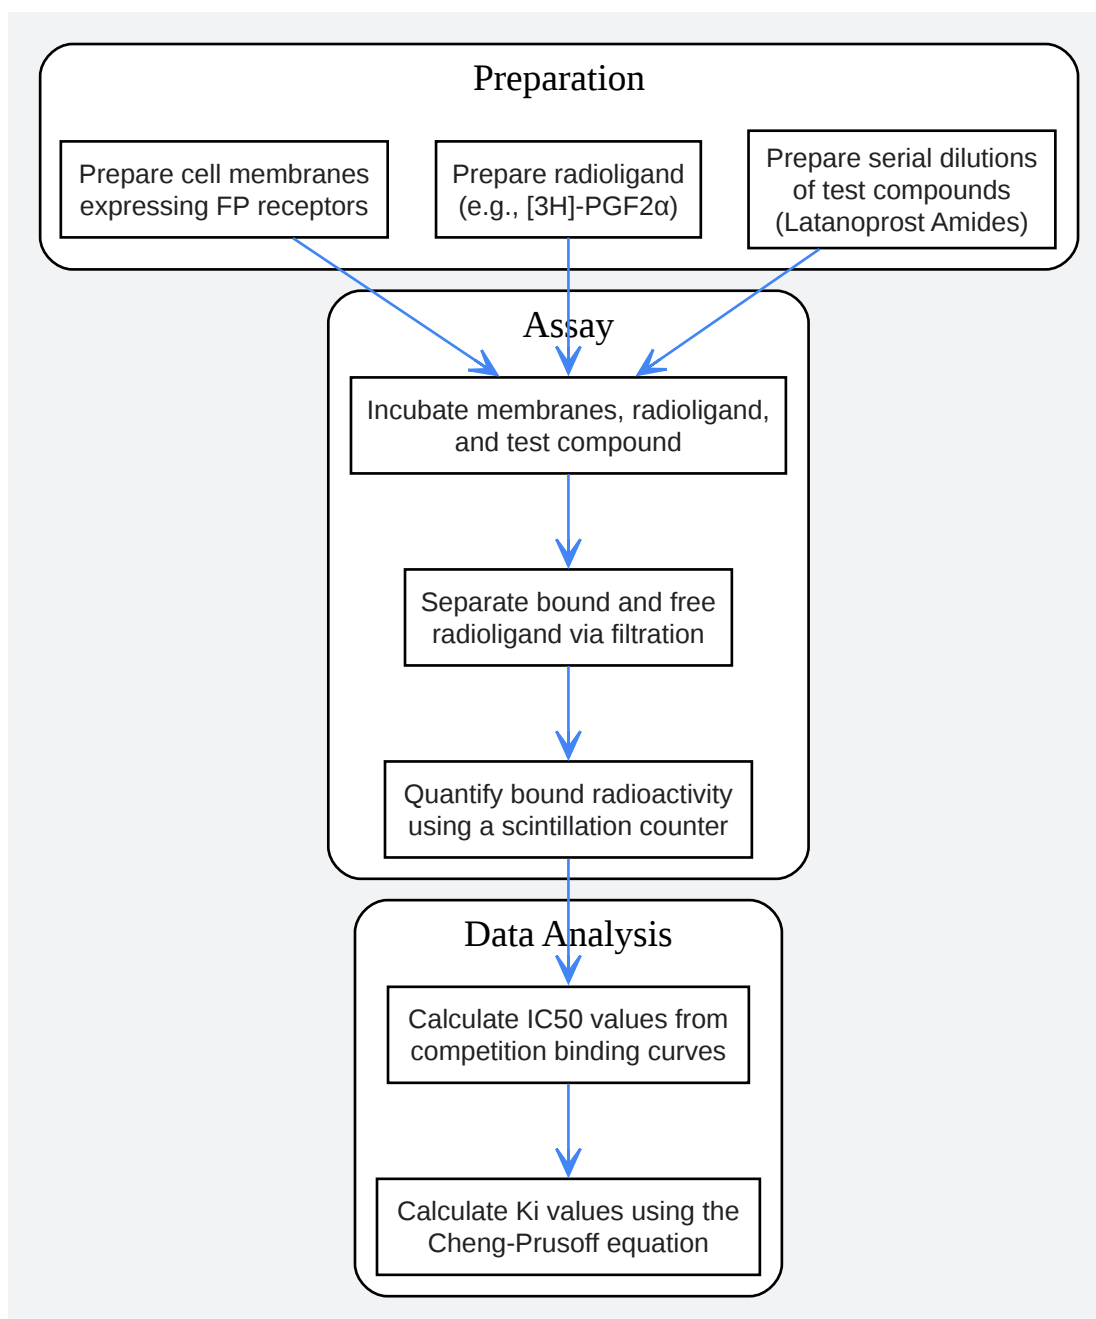 Preparation
Prepare cell membranes
expressing FP receptors
Prepare radioligand
(e.g., [3H]-PGF2α)
Prepare serial dilutions
of test compounds
(Latanoprost Amides)
Assay
Incubate membranes, radioligand,
and test compound
Separate bound and free
radioligand via filtration
Quantify bound radioactivity
using a scintillation counter
Data Analysis
Calculate IC50 values from
competition binding curves
Calculate Ki values using the
Cheng-Prusoff equation